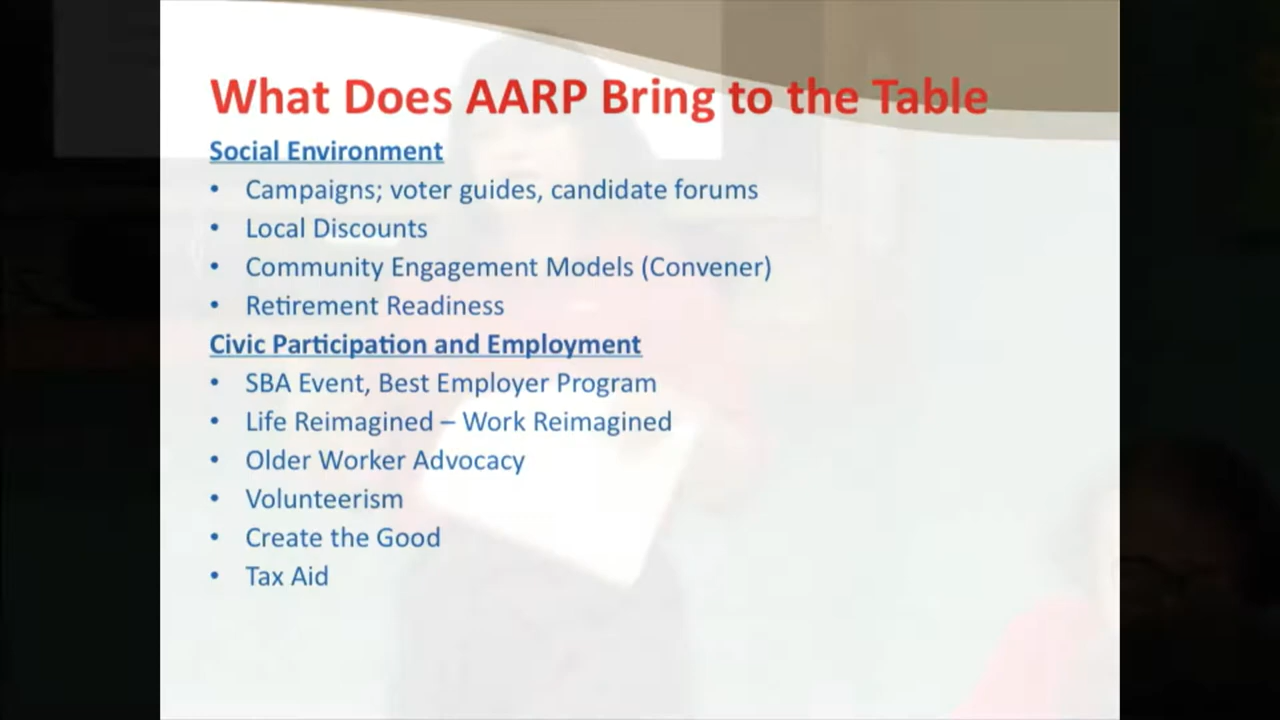 What Does AARP Bring to the Table
Social Environment
• Campaigns; voter guides, candidate forums
• Local Discounts
• Community Engagement Models (Convener)
• Retirement Readiness
Civic Participation and Employment
• SBA Event, Best Employer Program
• Life Reimagined – Work Reimagined
• Older Worker Advocacy
• Volunteerism
• Create the Good
• Tax Aid